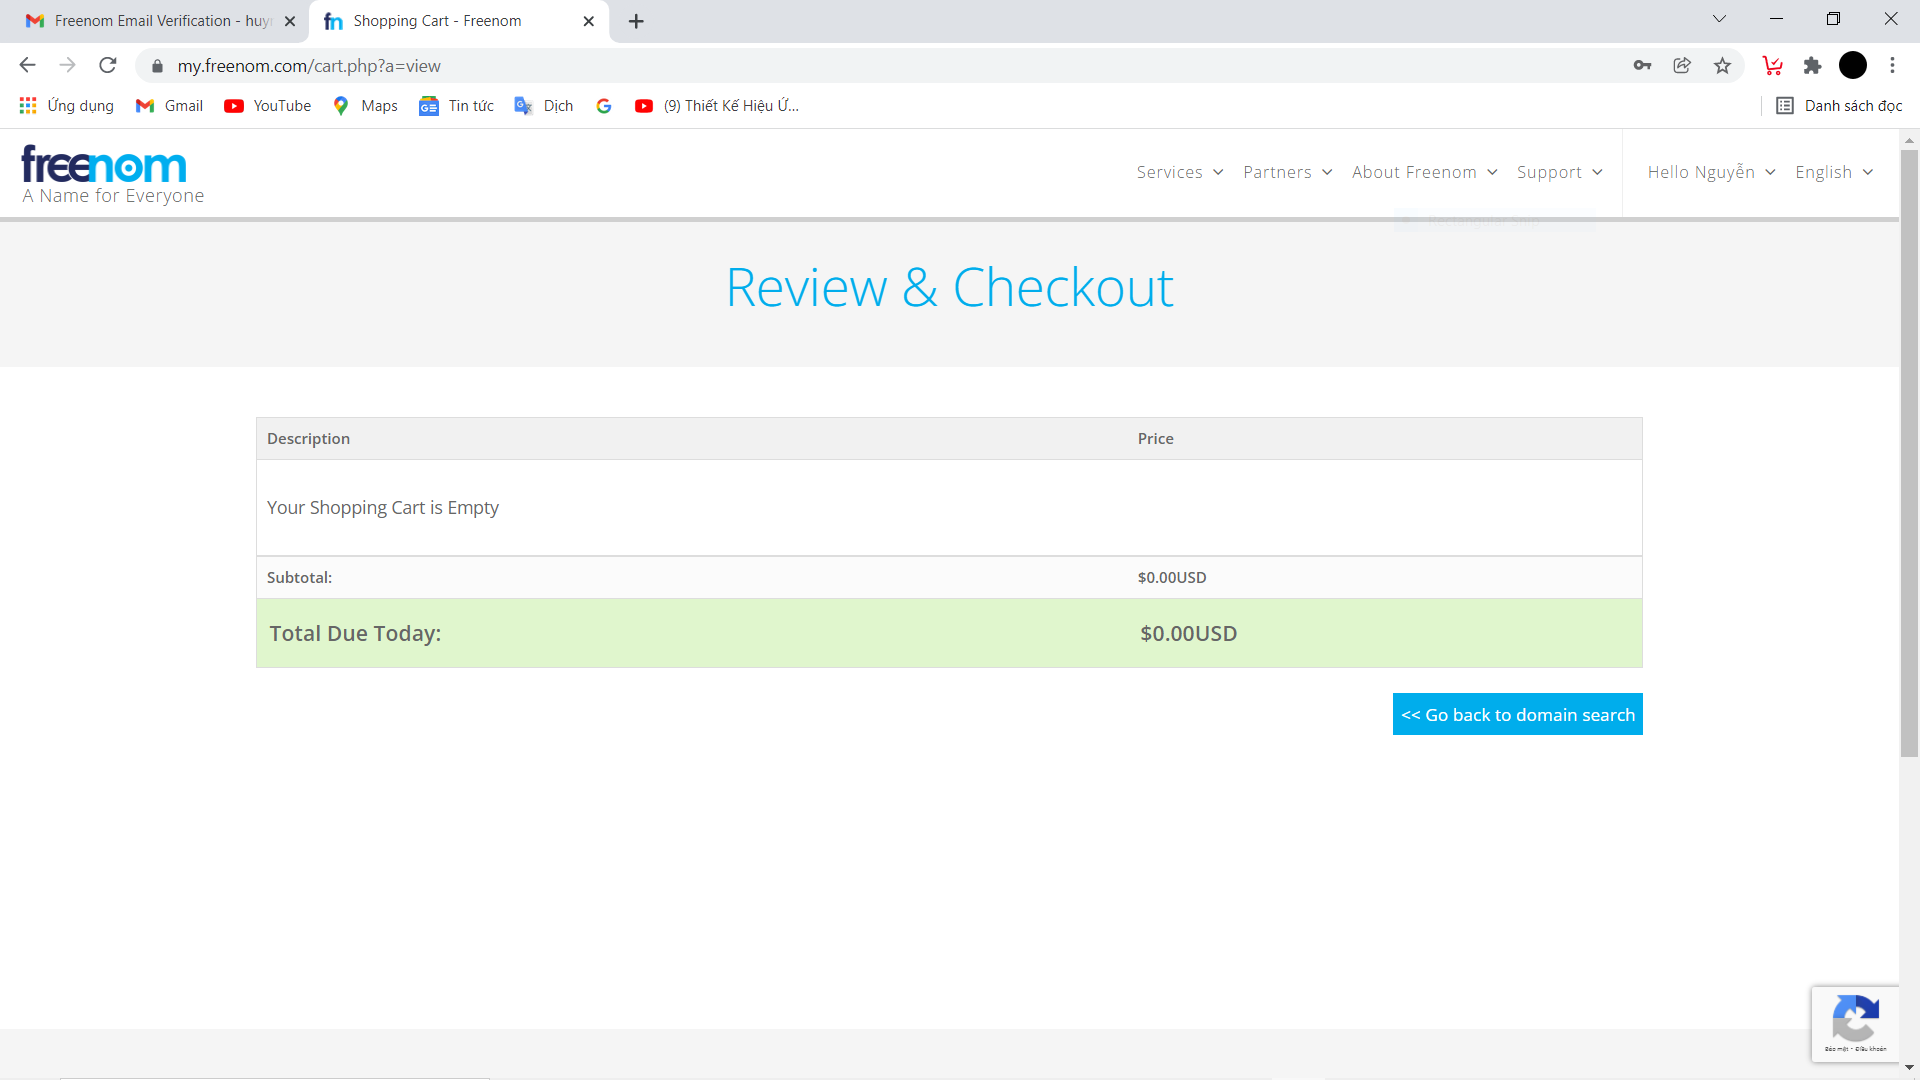 Freenom Email Verification - huyn
Shopping Cart - Freenom
my.freenom.com/cart.php?a=view
Ứng dụng
Gmail
YouTube
Maps
Tin tức
Dịch
(9) Thiết Kế Hiệu Ứ...
Danh sách đọc
freenom
A Name for Everyone
Services
Partners
About Freenom
Support
Hello Nguyễn
English
Rectangular Snip
Review & Checkout
Description
Price
Your Shopping Cart is Empty
Subtotal:
$0.00USD
Total Due Today:
$0.00USD
<< Go back to domain search
Bảo mật - Điều khoản